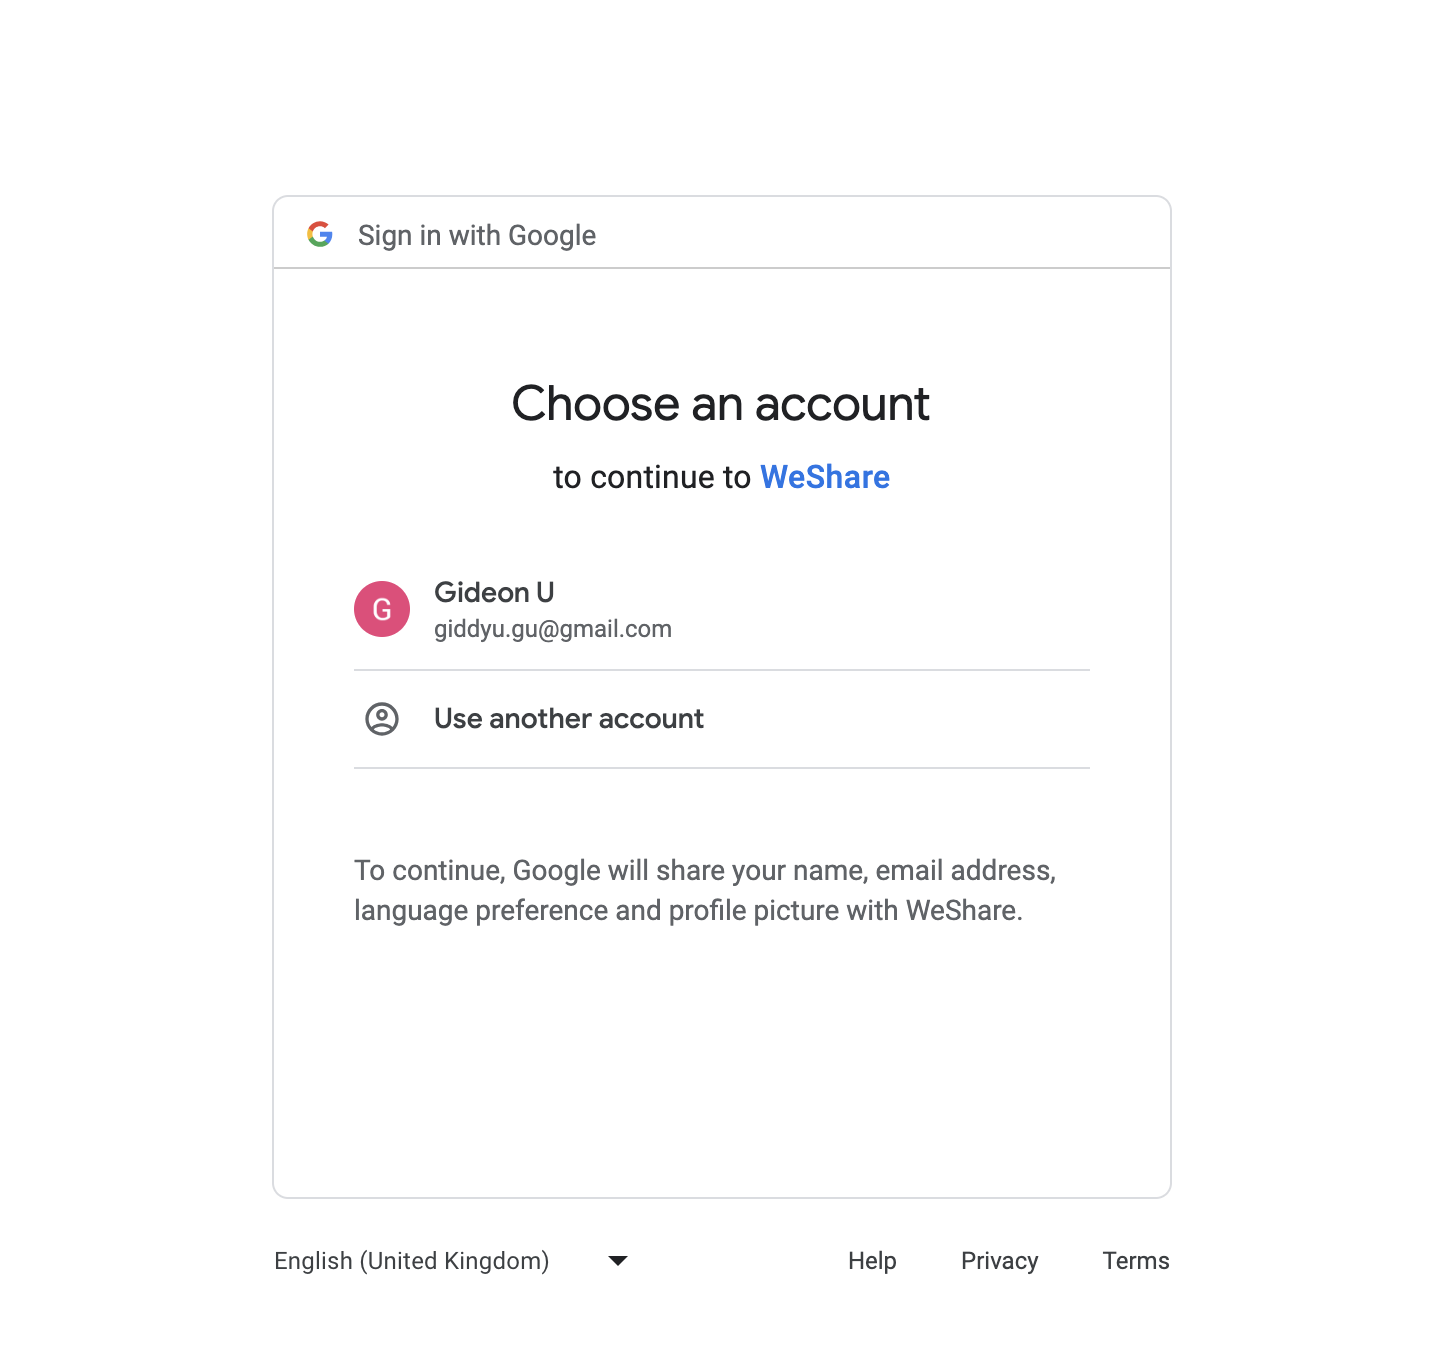 Sign in with Google
Choose an account
to continue to WeShare
G
Gideon U
giddyu.gu@gmail.com
Use another account
To continue, Google will share your name, email address,
language preference and profile picture with WeShare.
English (United Kingdom)
Help Privacy Terms